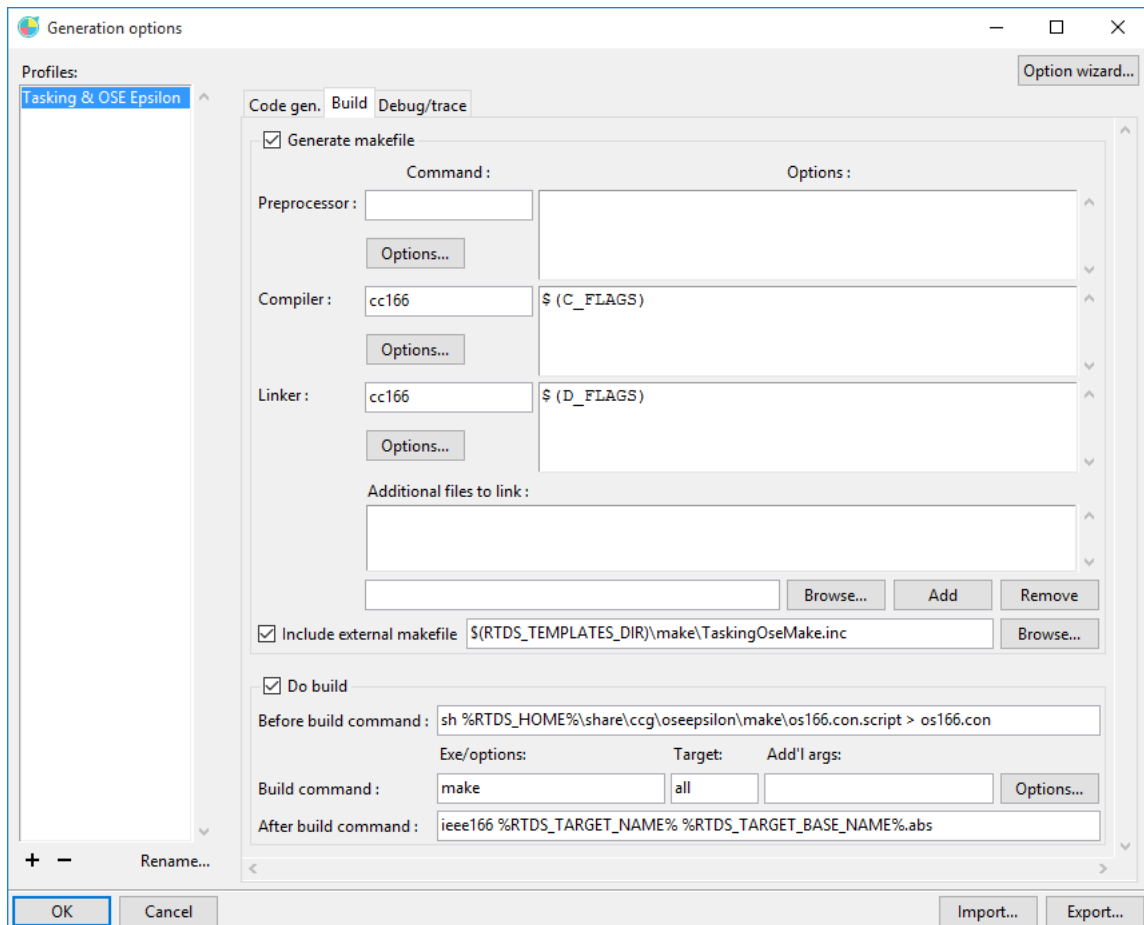 Generation options
Profiles:
Option wizard...
Tasking & OSE Epsilon
Code gen. Build Debug/trace
Generate makefile
Command : Options :
Preprocessor :
Options...
Compiler : cc166 $(C_FLAGS)
Options...
Linker : cc166 $(D_FLAGS)
Options...
Additional files to link :
Browse... Add Remove
Include external makefile $(RTDS_TEMPLATES_DIR)\make\TaskingOseMake.inc Browse...
Do build
Before build command : sh %RTDS_HOME%\share\ccg\oseepsilon\make\os166.con.script > os166.con
Exe/options: Target: Add'l args:
Build command : make all Options...
After build command : ieee166 %RTDS_TARGET_NAME% %RTDS_TARGET_BASE_NAME%.abs
+ − Rename...
OK Cancel Import... Export...